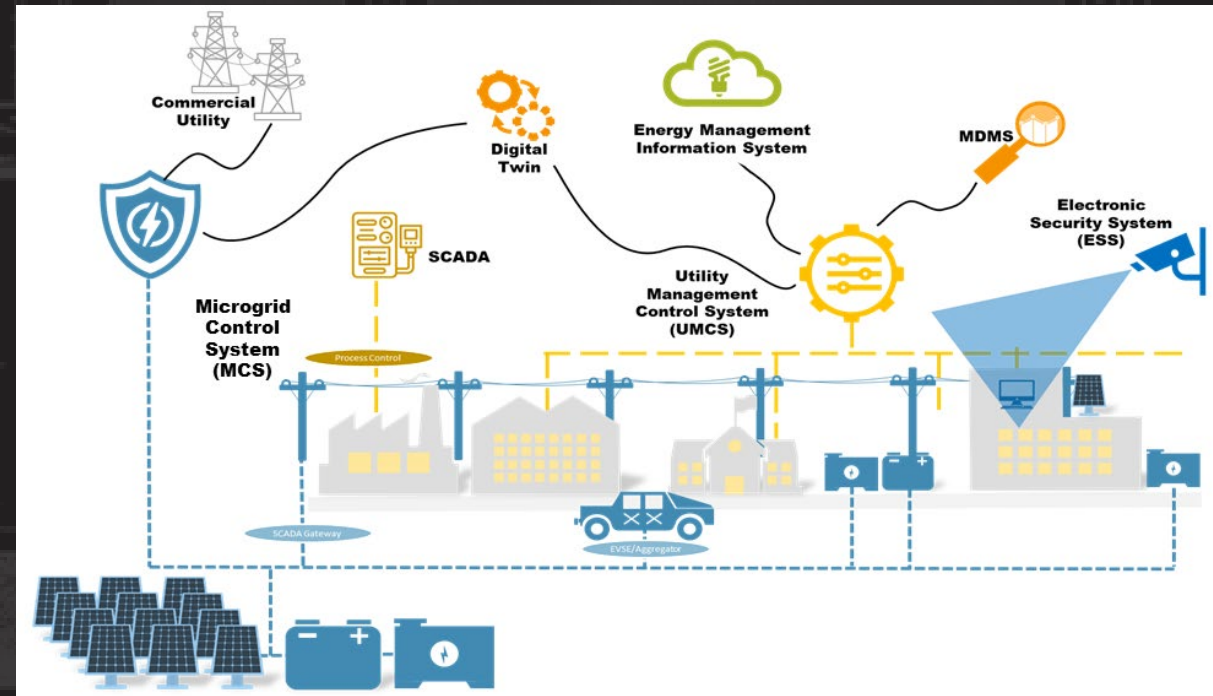 Commercial
Utility
Digital
Twin
Energy Management
Information System
MDMS
Electronic
Security System
(ESS)
SCADA
Utility
Management
Control System
(UMCS)
Microgrid
Control
System
(MCS)
Process Control
SCADA Gateway
EVSE/Aggregator